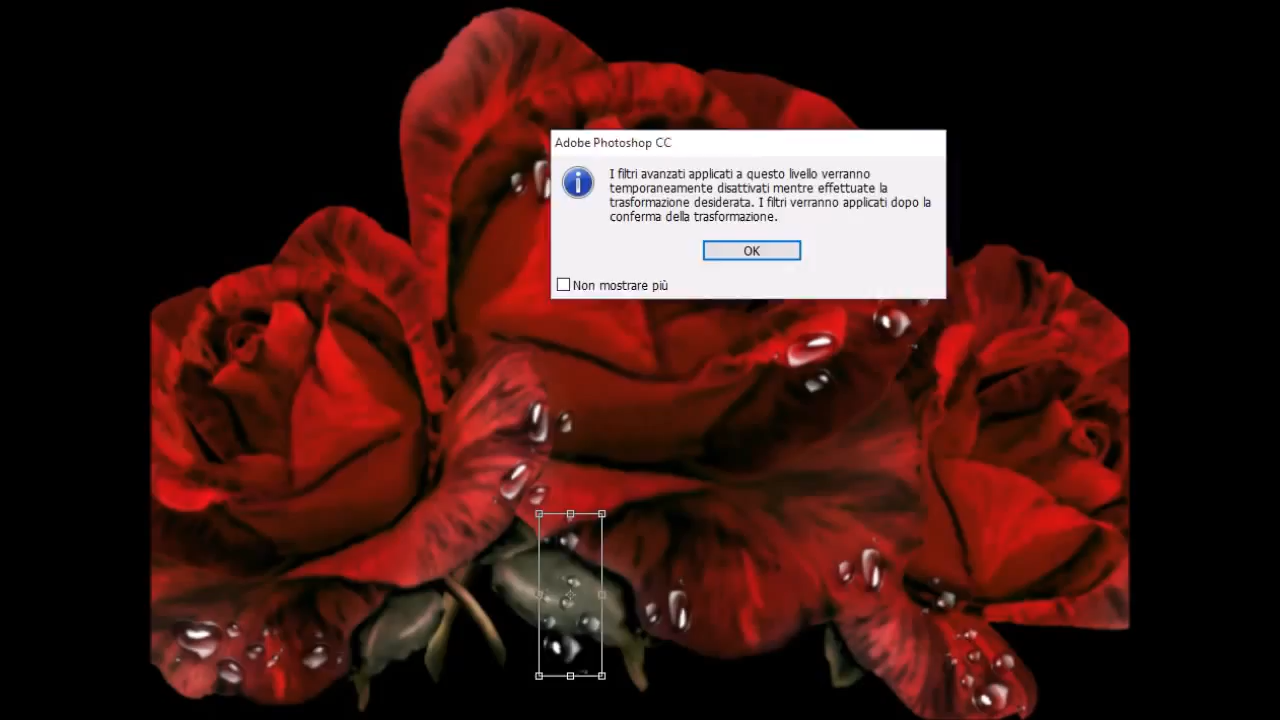 Adobe Photoshop CC
I filtri avanzati applicati a questo livello verranno
temporaneamente disattivati mentre effettuate la
trasformazione desiderata. I filtri verranno applicati dopo la
conferma della trasformazione.
OK
Non mostrare più